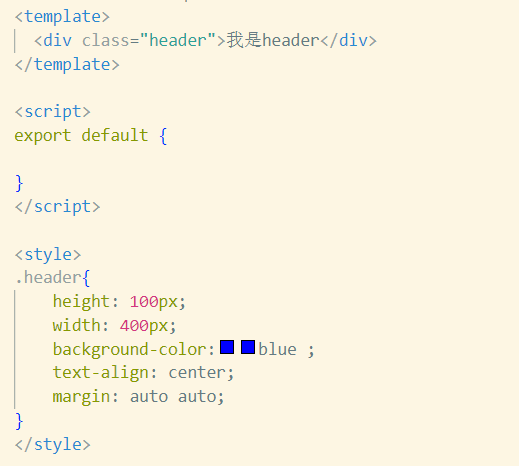 <template>
  <div class="header">我是header</div>
</template>

<script>
export default {

}
</script>

<style>
.header{
    height: 100px;
    width: 400px;
    background-color: blue ;
    text-align: center;
    margin: auto auto;
}
</style>